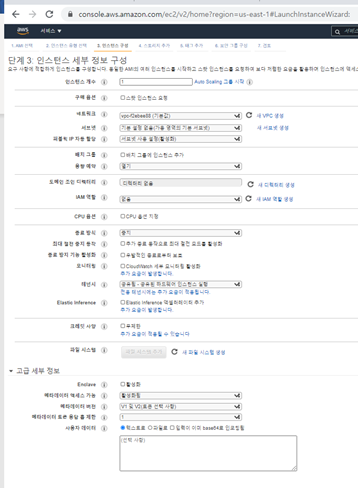 console.aws.amazon.com/ec2/v2/home?region=us-east-1#LaunchInstanceWizard:
aws 서비스
1. AMI 선택 2. 인스턴스 유형 선택 3. 인스턴스 구성 4. 스토리지 추가 5. 태그 추가 6. 보안 그룹 구성 7. 검토
단계 3: 인스턴스 세부 정보 구성
요구 사항에 적합하게 인스턴스를 구성합니다. 동일한 AMI의 여러 인스턴스를 시작하고 스팟 인스턴스를 요청하여 보다 저렴한 요금을 활용하며 인스턴스에 액세
인스턴스 개수 1 Auto Scaling 그룹 시작
구매 옵션 스팟 인스턴스 요청
네트워크 (기본값) 새 VPC 생성
서브넷 기본 설정 없음(가용 영역의 기본 서브넷) 새 서브넷 생성
퍼블릭 IP 자동 할당 서브넷 사용 설정(활성화)
배치 그룹 배치 그룹에 인스턴스 추가
용량 예약 열기
도메인 조인 디렉터리 디렉터리 없음 새 디렉터리 생성
IAM 역할 없음 새 IAM 역할 생성
CPU 옵션 CPU 옵션 지정
종료 방식 중지
최대 절전 중지 동작 추가 종료 동작으로 최대 절전 모드를 활성화
종료 방지 기능 활성화 우발적인 종료로부터 보호
모니터링 CloudWatch 세부 모니터링 활성화
추가 요금이 발생합니다.
테넌시 공유됨 - 공유된 하드웨어 인스턴스 실행
전용 테넌시에는 추가 요금이 적용됩니다.
Elastic Inference Elastic Inference 액셀러레이터 추가
추가 요금이 발생합니다.
크레딧 사양 무제한
추가 요금이 적용될 수 있습니다
파일 시스템 파일 시스템 추가 새 파일 시스템 생성
고급 세부 정보
Enclave 활성화
메타데이터 액세스 가능 활성화됨
메타데이터 버전 V1 및 V2(토큰 선택 사항)
메타데이터 토큰 응답 홉 제한 1
사용자 데이터 텍스트로 파일로 입력이 이미 base64로 인코딩됨
(선택 사항)